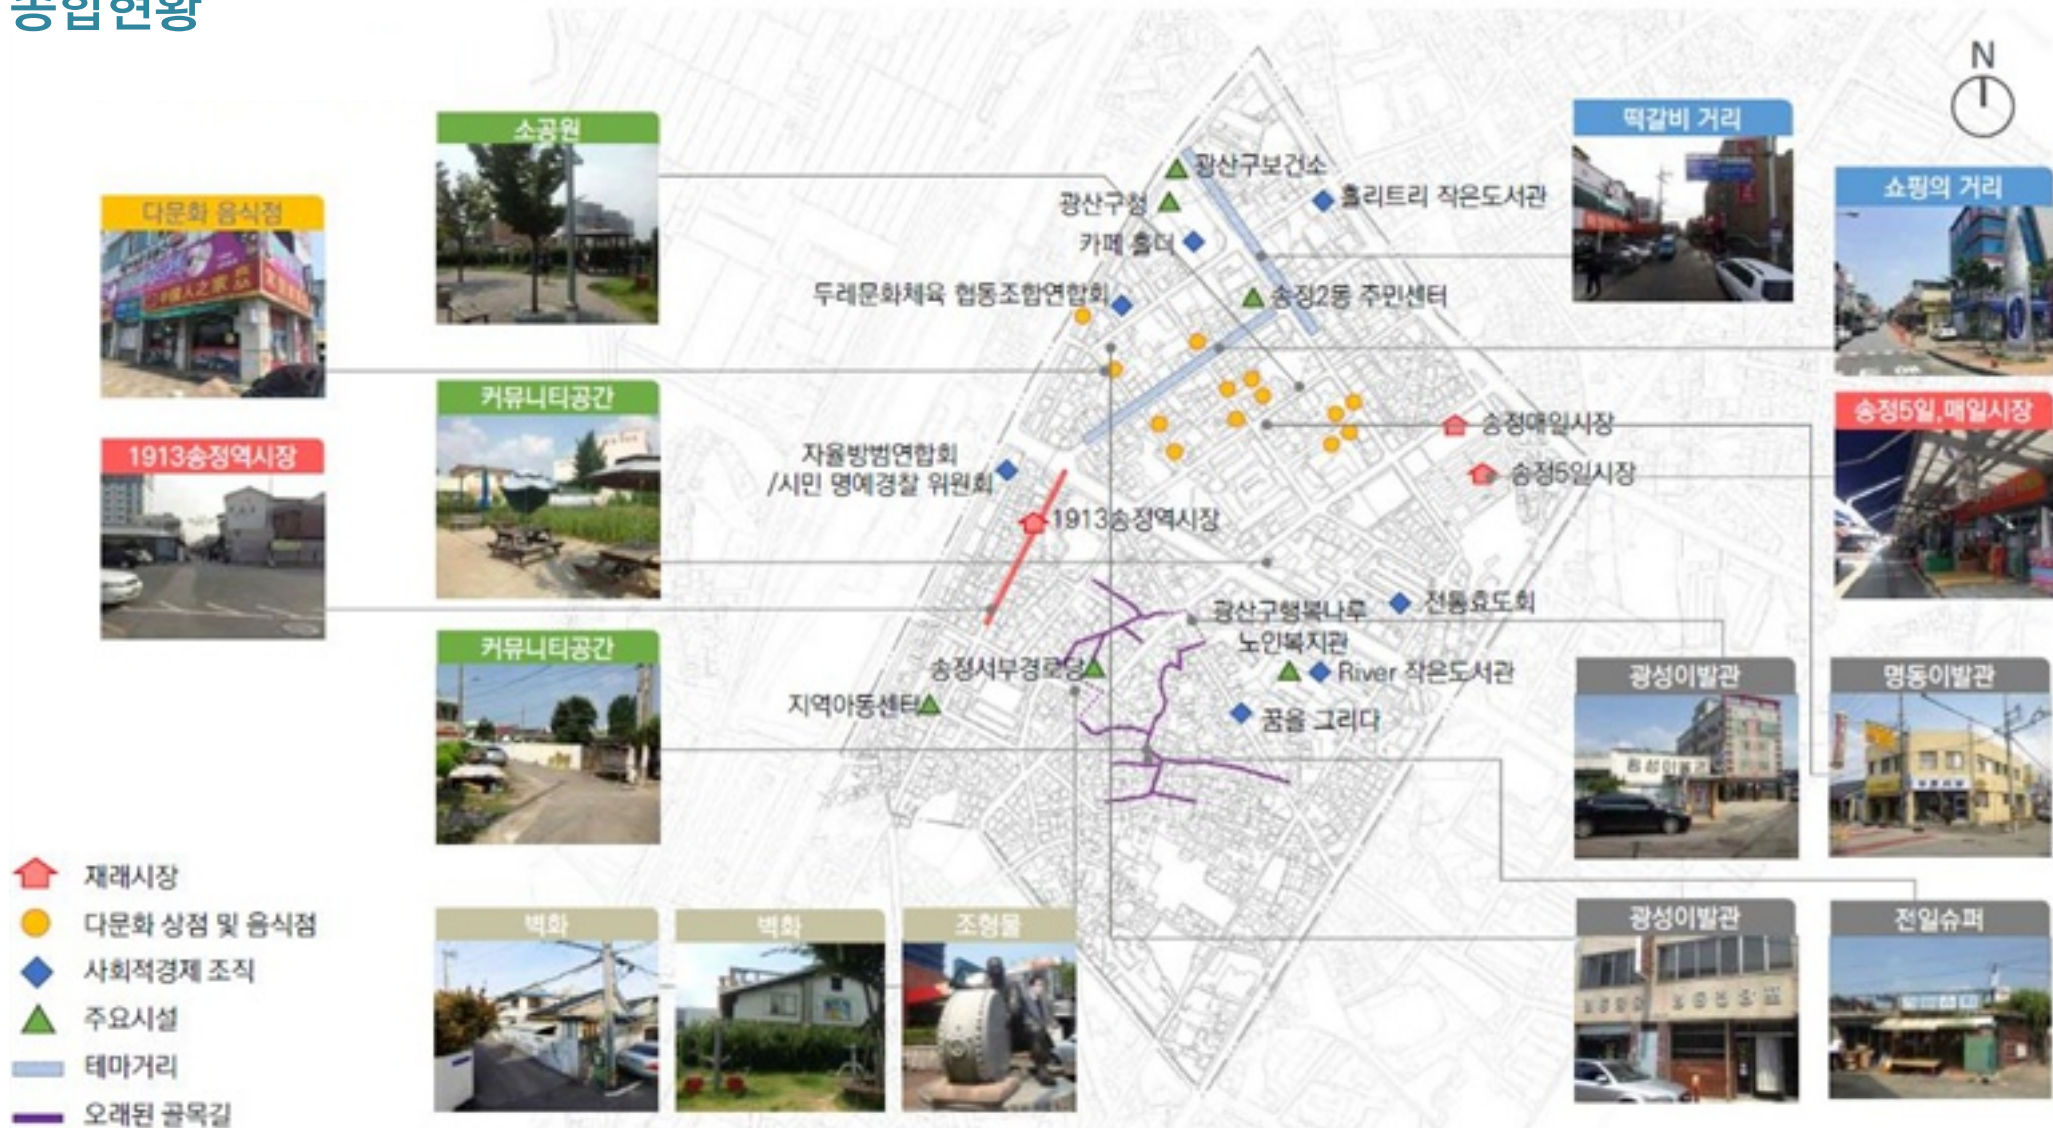 종합현황
N
소공원
떡갈비 거리
다문화 음식점
쇼핑의 거리
광산구보건소
광산구청
홀리트리 작은도서관
카페 홀더
두레문화체육 협동조합연합회
송정2동 주민센터
커뮤니티공간
송정5일,매일시장
1913송정역시장
자율방범연합회
/시민 명예경찰 위원회
송정매일시장
송정5일시장
1913송정역시장
커뮤니티공간
광산구행복나루
노인복지관
전통효도회
송정서부경로당
River 작은도서관
지역아동센터
꿈을 그리다
광성이발관
명동이발관
재래시장
다문화 상점 및 음식점
사회적경제 조직
주요시설
테마거리
오래된 골목길
벽화
벽화
조형물
광성이발관
전일슈퍼